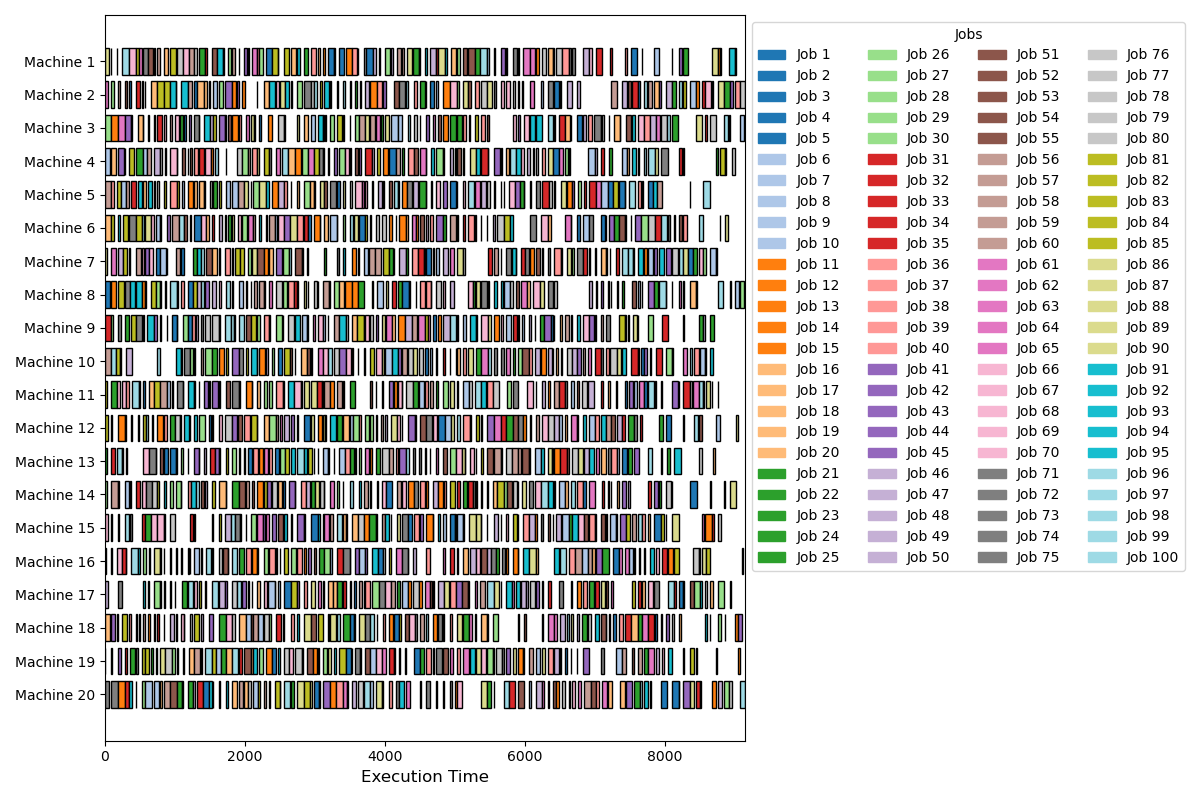 Machine 1
Machine 2
Machine 3
Machine 4
Machine 5
Machine 6
Machine 7
Machine 8
Machine 9
Machine 10
Machine 11
Machine 12
Machine 13
Machine 14
Machine 15
Machine 16
Machine 17
Machine 18
Machine 19
Machine 20
0 2000 4000 6000 8000
Execution Time
Jobs
Job 1 Job 26 Job 51 Job 76
Job 2 Job 27 Job 52 Job 77
Job 3 Job 28 Job 53 Job 78
Job 4 Job 29 Job 54 Job 79
Job 5 Job 30 Job 55 Job 80
Job 6 Job 31 Job 56 Job 81
Job 7 Job 32 Job 57 Job 82
Job 8 Job 33 Job 58 Job 83
Job 9 Job 34 Job 59 Job 84
Job 10 Job 35 Job 60 Job 85
Job 11 Job 36 Job 61 Job 86
Job 12 Job 37 Job 62 Job 87
Job 13 Job 38 Job 63 Job 88
Job 14 Job 39 Job 64 Job 89
Job 15 Job 40 Job 65 Job 90
Job 16 Job 41 Job 66 Job 91
Job 17 Job 42 Job 67 Job 92
Job 18 Job 43 Job 68 Job 93
Job 19 Job 44 Job 69 Job 94
Job 20 Job 45 Job 70 Job 95
Job 21 Job 46 Job 71 Job 96
Job 22 Job 47 Job 72 Job 97
Job 23 Job 48 Job 73 Job 98
Job 24 Job 49 Job 74 Job 99
Job 25 Job 50 Job 75 Job 100